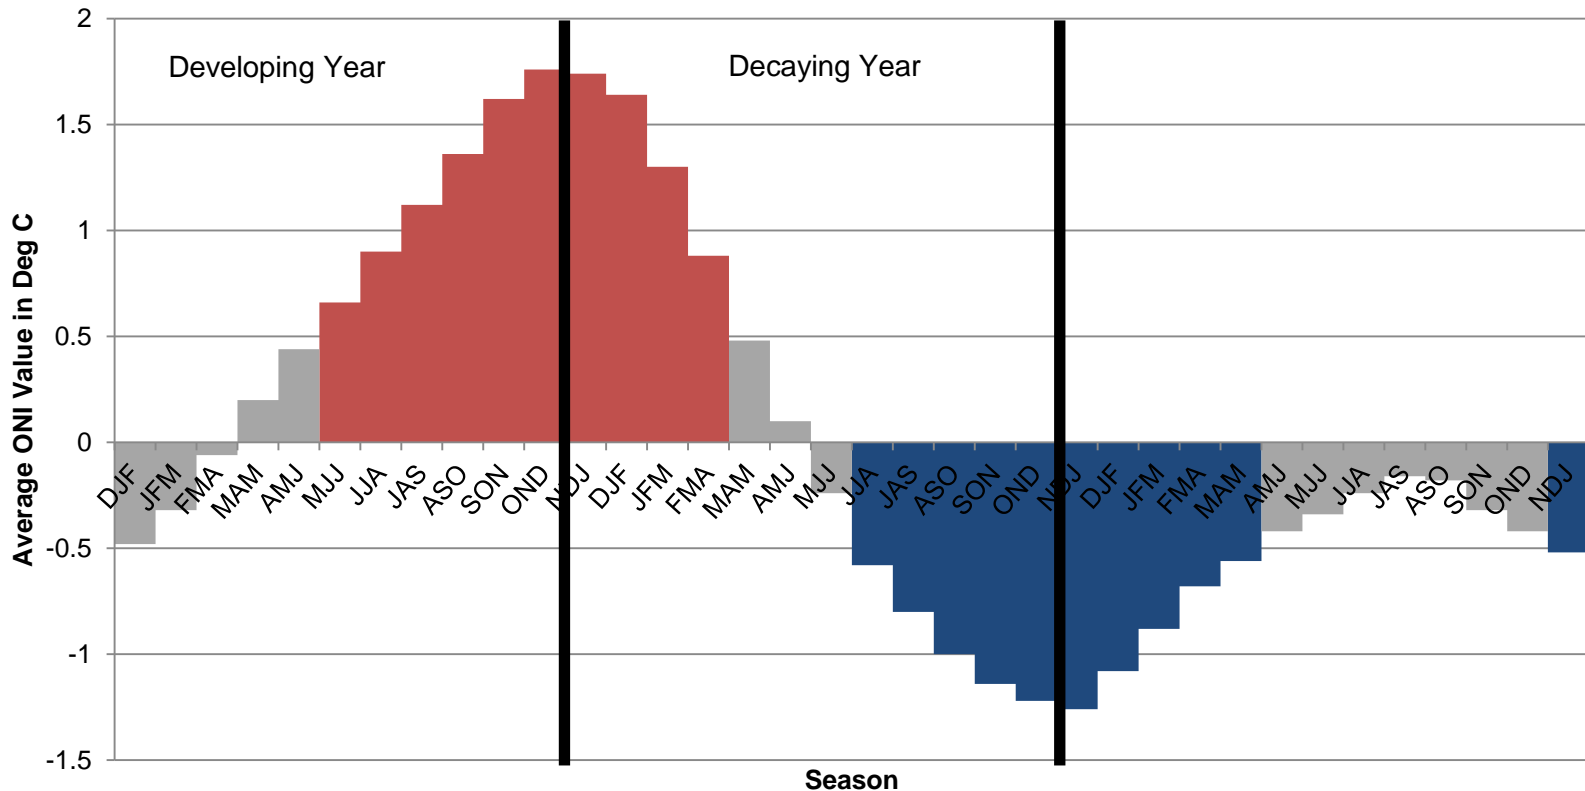 2
Developing Year
Decaying Year
1.5
1
0.5
0
-0.5
-1
-1.5
Average ONI Value in Deg C
DJF
JFM
FMA
MAM
AMJ
MJJ
JJA
JAS
ASO
SON
OND
NDJ
DJF
JFM
FMA
MAM
AMJ
MJJ
JJA
JAS
ASO
SON
OND
NDJ
DJF
JFM
FMA
MAM
AMJ
MJJ
JJA
JAS
ASO
SON
OND
NDJ
Season